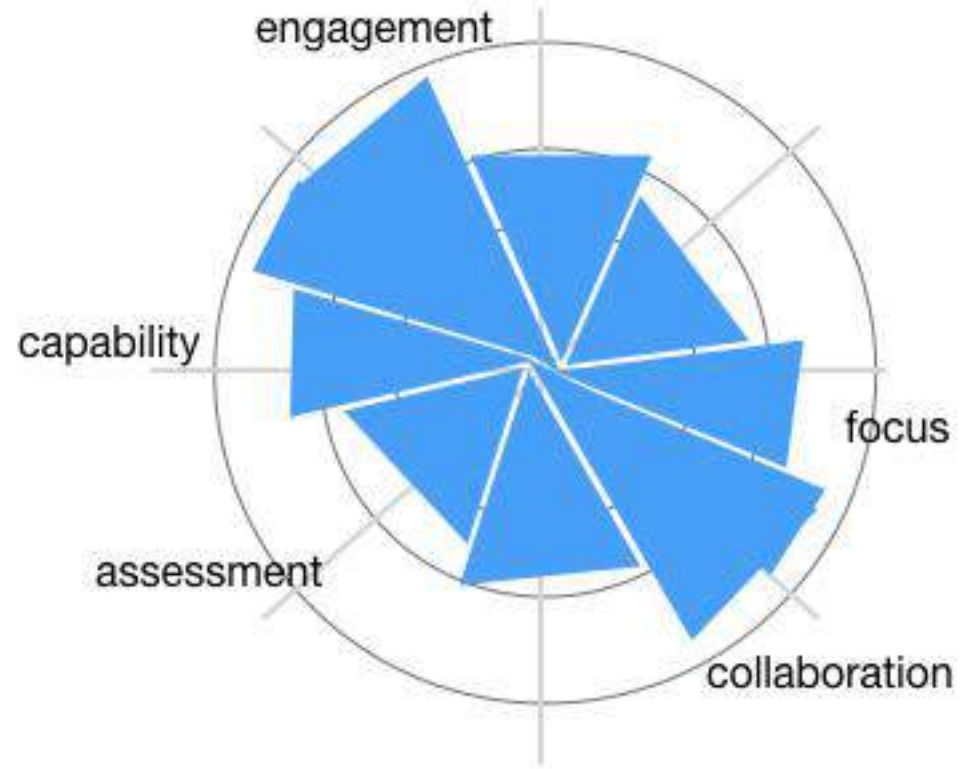 engagement
capability
focus
assessment
collaboration